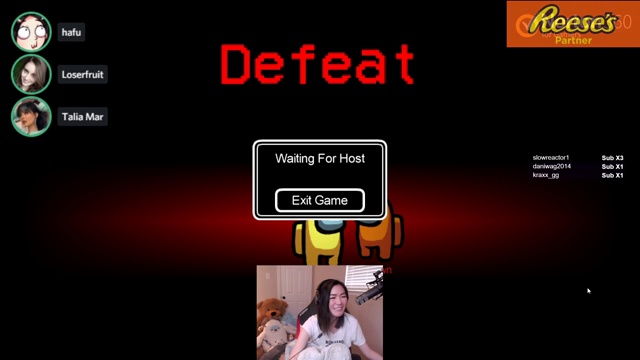 hafu
Loserfruit
Talia Mar
Reese's
Partner
Defeat
Waiting For Host
Exit Game
slowreactor1 Sub X3
daniwag2014 Sub X1
kraxx_gg Sub X1